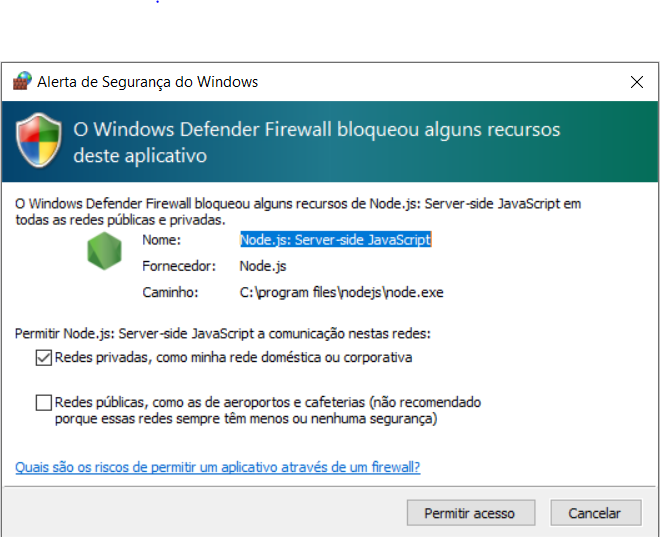 Alerta de Segurança do Windows
O Windows Defender Firewall bloqueou alguns recursos
deste aplicativo
O Windows Defender Firewall bloqueou alguns recursos de Node.js: Server-side JavaScript em
todas as redes públicas e privadas.
Nome: Node.js: Server-side JavaScript
Fornecedor: Node.js
Caminho: C:\program files\nodejs\node.exe
Permitir Node.js: Server-side JavaScript a comunicação nestas redes:
Redes privadas, como minha rede doméstica ou corporativa
Redes públicas, como as de aeroportos e cafeterias (não recomendado
porque essas redes sempre têm menos ou nenhuma segurança)
Quais são os riscos de permitir um aplicativo através de um firewall?
Permitir acesso Cancelar